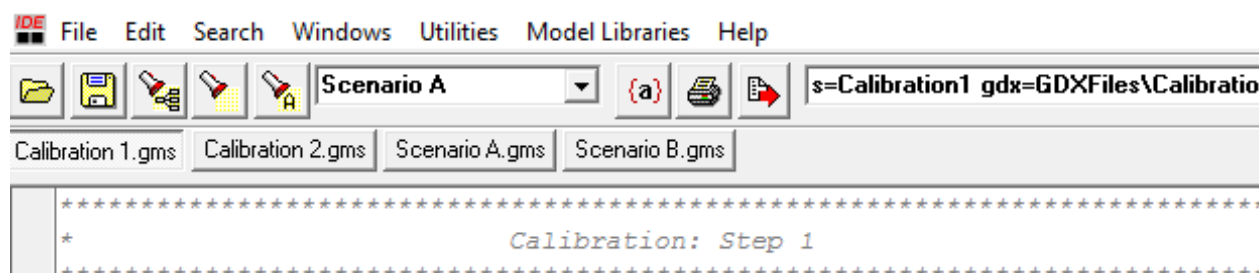 IDE File Edit Search Windows Utilities Model Libraries Help
A Scenario A {a} s=Calibration1 gdx=GDXFiles\Calibratio
Calibration 1.gms Calibration 2.gms Scenario A.gms Scenario B.gms
*******************************************************************************
* Calibration: Step 1
*******************************************************************************